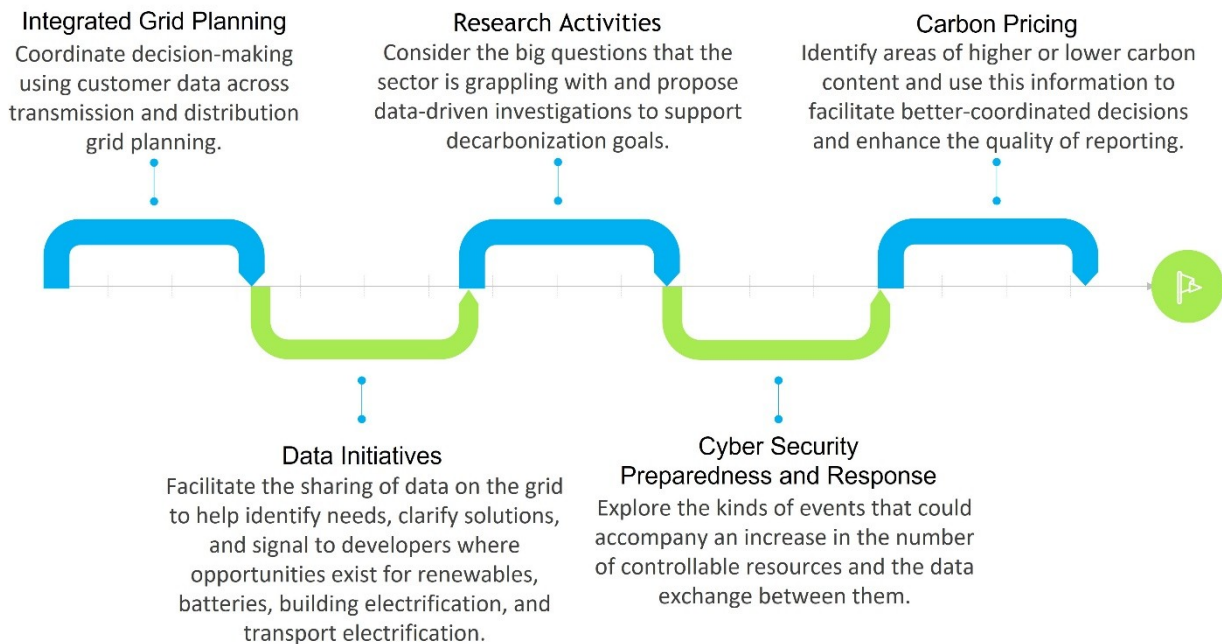 Integrated Grid Planning
Coordinate decision-making
using customer data across
transmission and distribution
grid planning.
Data Initiatives
Facilitate the sharing of data on the grid
to help identify needs, clarify solutions,
and signal to developers where
opportunities exist for renewables,
batteries, building electrification, and
transport electrification.
Research Activities
Consider the big questions that the
sector is grappling with and propose
data-driven investigations to support
decarbonization goals.
Cyber Security
Preparedness and Response
Explore the kinds of events that could
accompany an increase in the number
of controllable resources and the data
exchange between them.
Carbon Pricing
Identify areas of higher or lower carbon
content and use this information to
facilitate better-coordinated decisions
and enhance the quality of reporting.